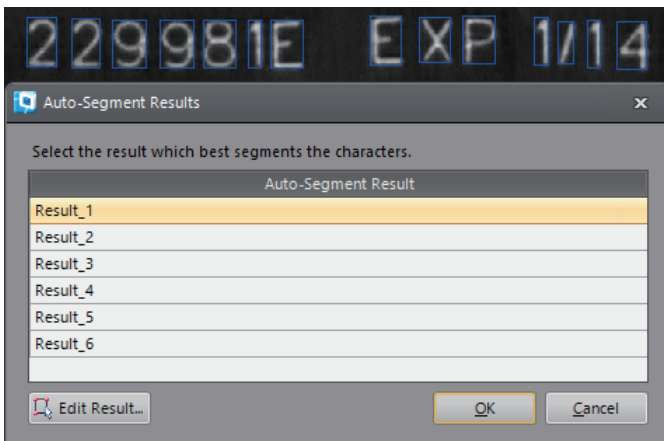 229981E EXP 1/14
Auto-Segment Results
Select the result which best segments the characters.
Auto-Segment Result
Result_1
Result_2
Result_3
Result_4
Result_5
Result_6
Edit Result... OK Cancel